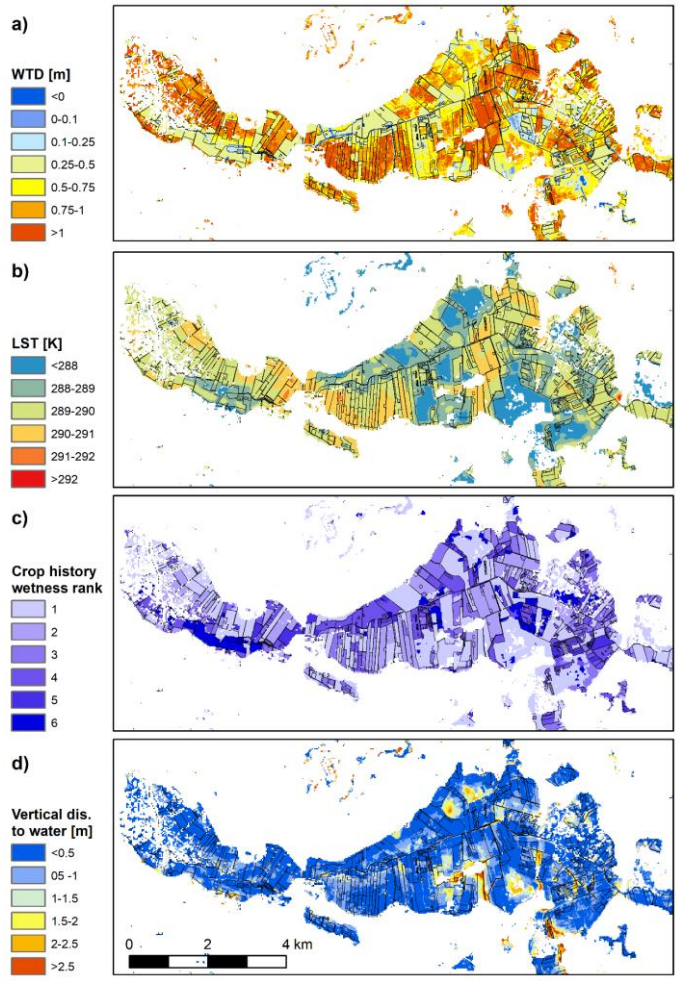 a)
WTD [m]
<0
0-0.1
0.1-0.25
0.25-0.5
0.5-0.75
0.75-1
>1
b)
LST [K]
<288
288-289
289-290
290-291
291-292
>292
c)
Crop history
wetness rank
1
2
3
4
5
6
d)
Vertical dis.
to water [m]
<0.5
05 -1
1-1.5
1.5-2
2-2.5
>2.5
0 2 4 km